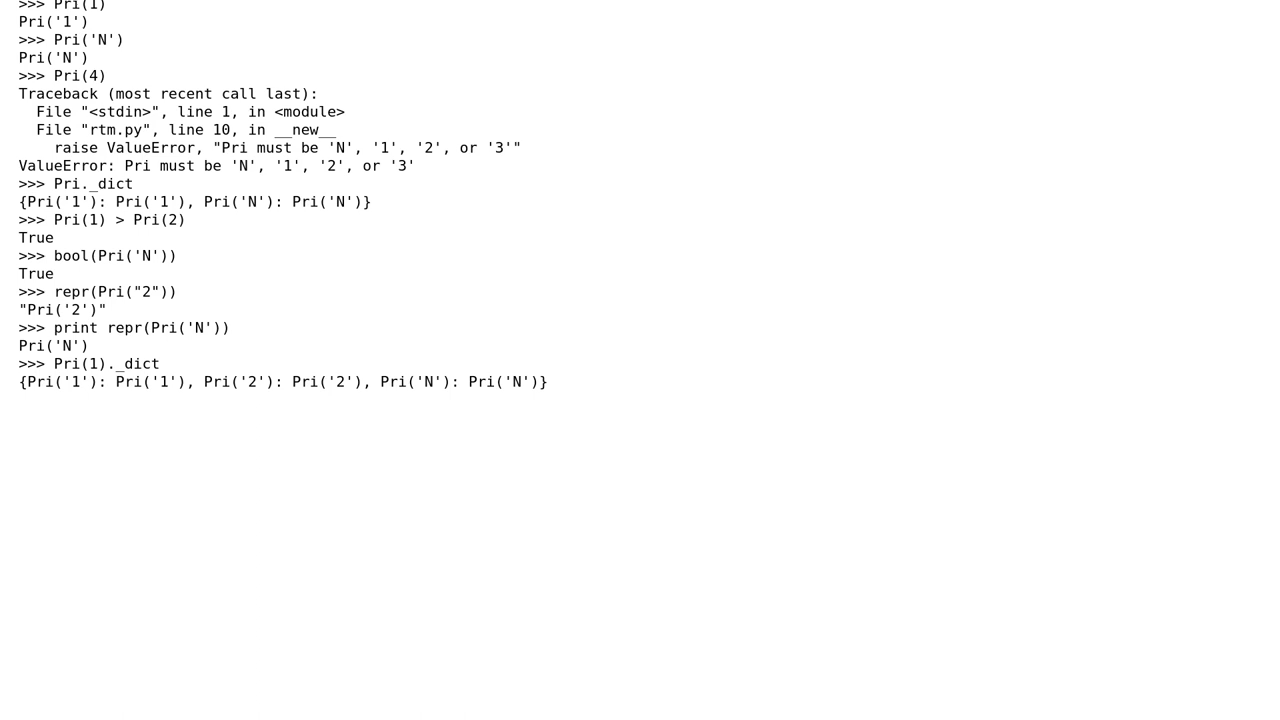 >>> Pri(1)
Pri('1')
>>> Pri('N')
Pri('N')
>>> Pri(4)
Traceback (most recent call last):
  File "<stdin>", line 1, in <module>
  File "rtm.py", line 10, in __new__
    raise ValueError, "Pri must be 'N', '1', '2', or '3'"
ValueError: Pri must be 'N', '1', '2', or '3'
>>> Pri._dict
{Pri('1'): Pri('1'), Pri('N'): Pri('N')}
>>> Pri(1) > Pri(2)
True
>>> bool(Pri('N'))
True
>>> repr(Pri("2"))
"Pri('2')"
>>> print repr(Pri('N'))
Pri('N')
>>> Pri(1)._dict
{Pri('1'): Pri('1'), Pri('2'): Pri('2'), Pri('N'): Pri('N')}